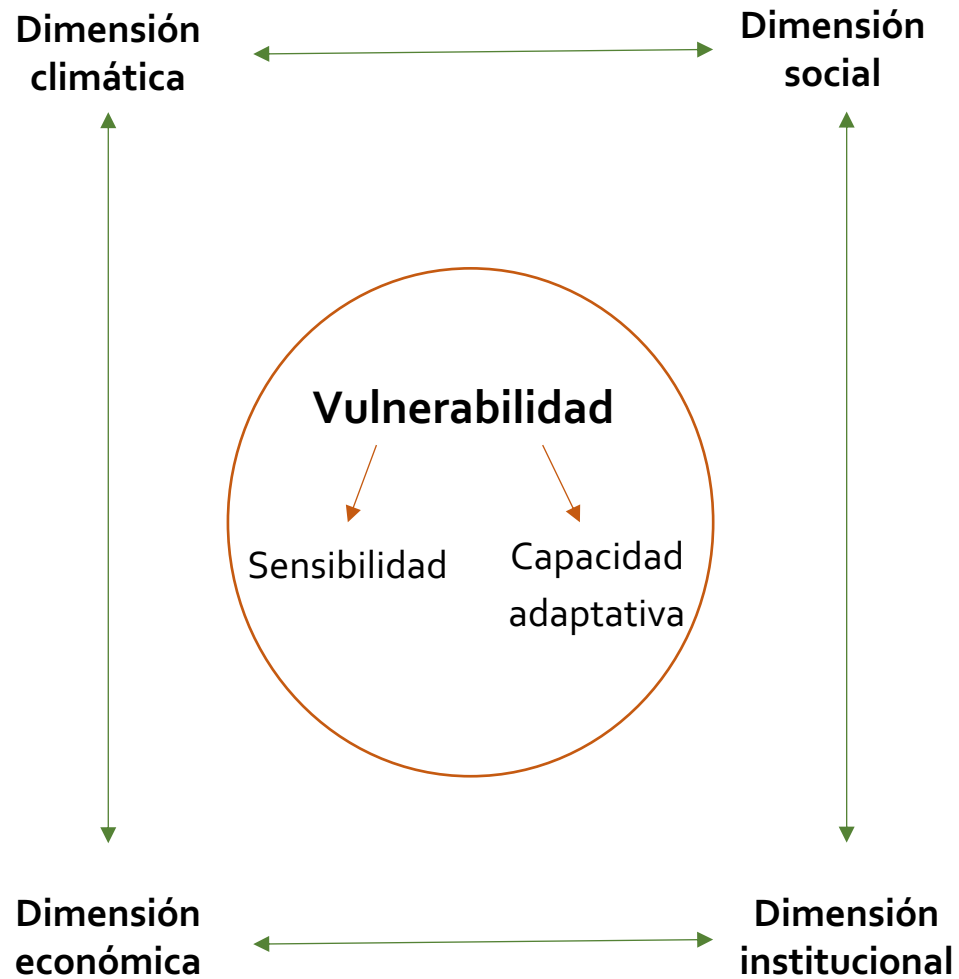 Dimensión
climática
Dimensión
social
Vulnerabilidad
Sensibilidad
Capacidad
adaptativa
Dimensión
económica
Dimensión
institucional